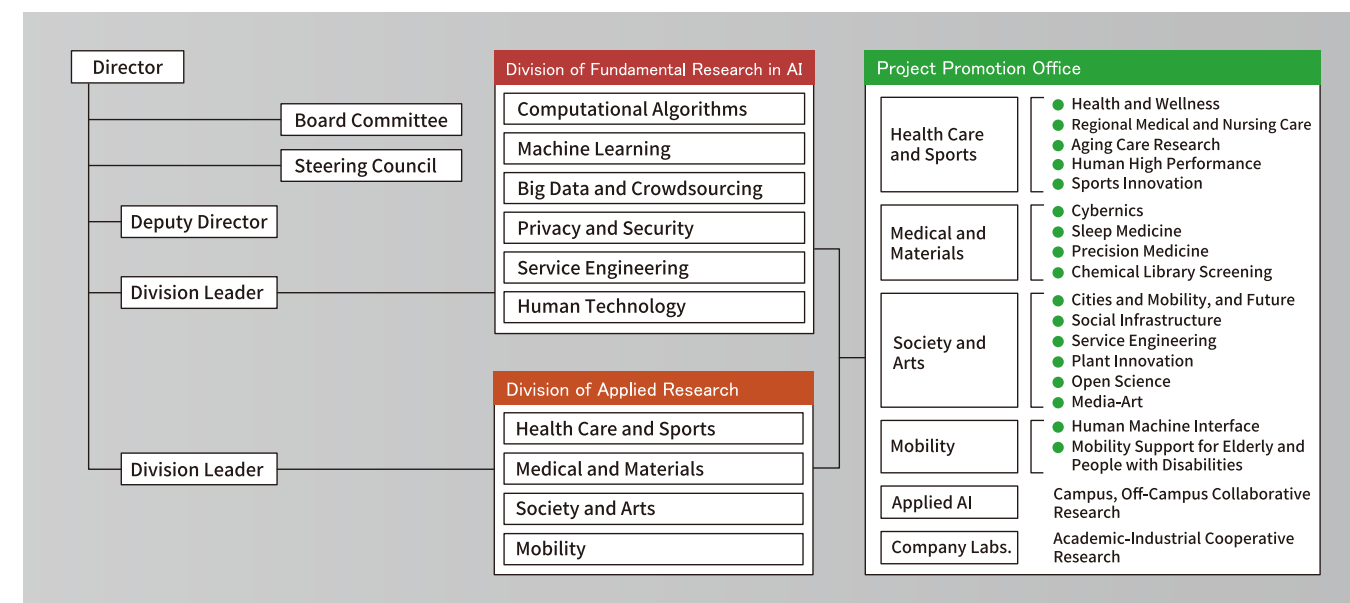 Director
Board Committee
Steering Council
Deputy Director
Division Leader
Division Leader
Division of Fundamental Research in AI
Computational Algorithms
Machine Learning
Big Data and Crowdsourcing
Privacy and Security
Service Engineering
Human Technology
Division of Applied Research
Health Care and Sports
Medical and Materials
Society and Arts
Mobility
Project Promotion Office
Health Care
and Sports
Health and Wellness
Regional Medical and Nursing Care
Aging Care Research
Human High Performance
Sports Innovation
Medical and
Materials
Cybernics
Sleep Medicine
Precision Medicine
Chemical Library Screening
Society and
Arts
Cities and Mobility, and Future
Social Infrastructure
Service Engineering
Plant Innovation
Open Science
Media-Art
Mobility
Human Machine Interface
Mobility Support for Elderly and
People with Disabilities
Applied AI
Campus, Off-Campus Collaborative
Research
Company Labs.
Academic-Industrial Cooperative
Research